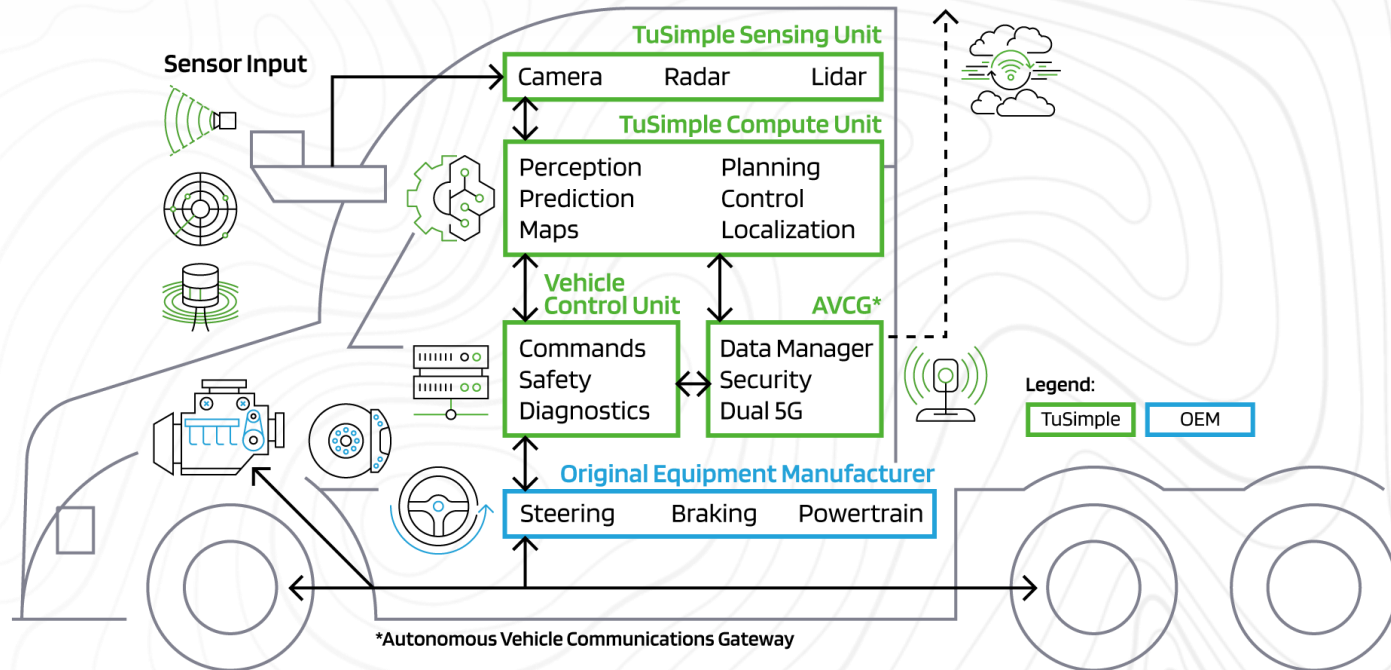 Sensor Input
TuSimple Sensing Unit
Camera Radar Lidar
TuSimple Compute Unit
Perception Planning
Prediction Control
Maps Localization
Vehicle
Control Unit
Commands
Safety
Diagnostics
AVCG*
Data Manager
Security
Dual 5G
Legend:
TuSimple OEM
Original Equipment Manufacturer
Steering Braking Powertrain
*Autonomous Vehicle Communications Gateway